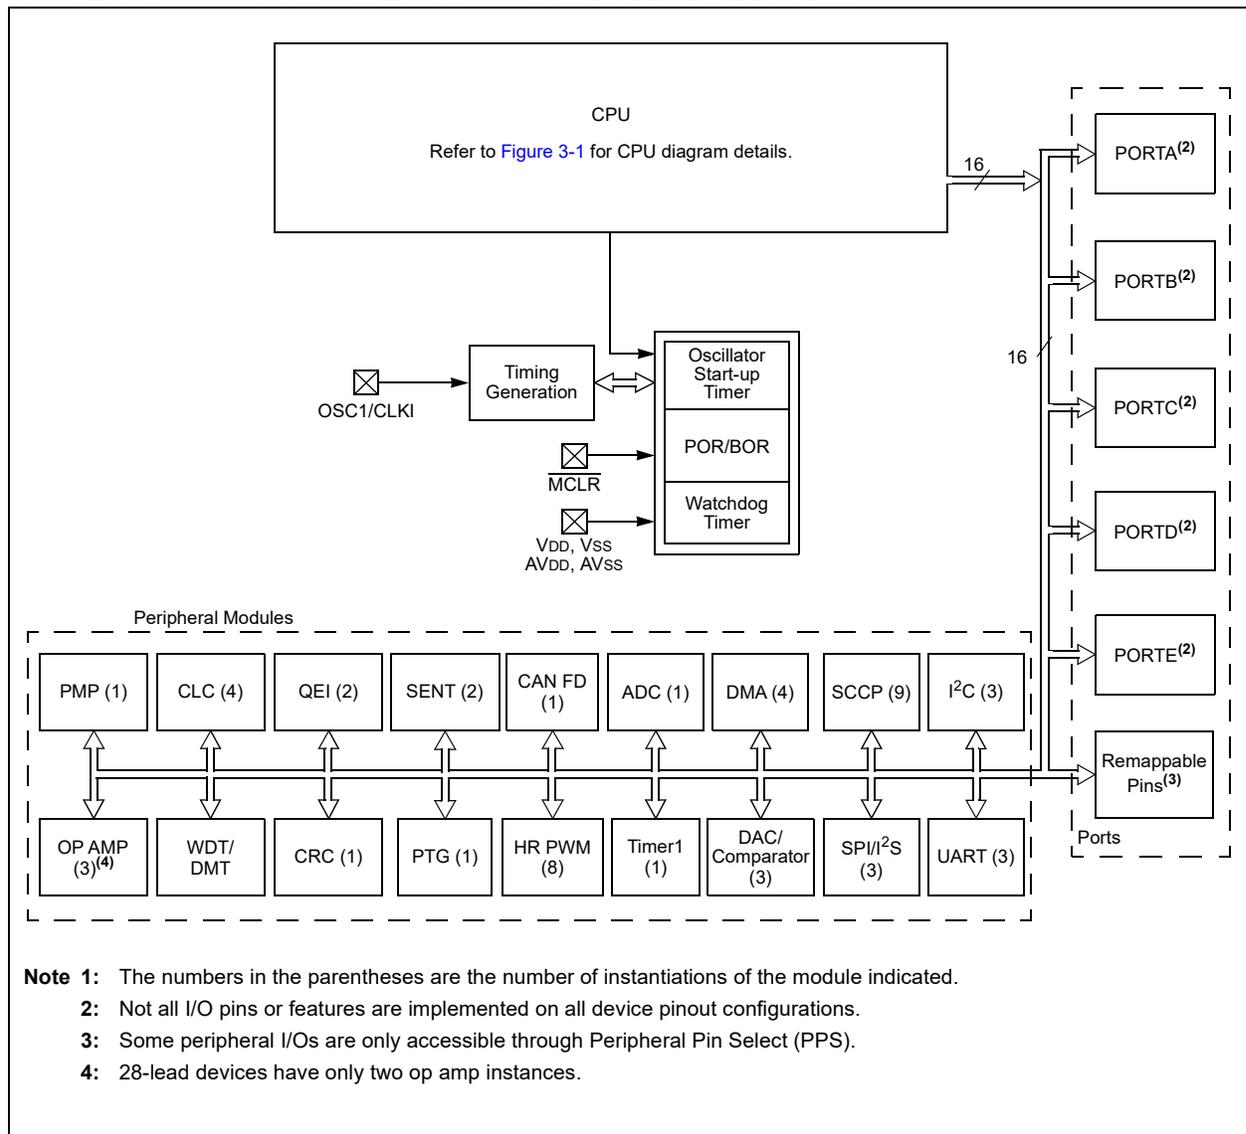 CPU
Refer to Figure 3-1 for CPU diagram details.
16
PORTA(2)
PORTB(2)
16
Timing
Generation
Oscillator
Start-up
Timer
OSC1/CLKI
PORTC(2)
POR/BOR
MCLR
Watchdog
Timer
PORTD(2)
VDD, VSS
AVDD, AVSS
Peripheral Modules
PORTE(2)
PMP (1)
CLC (4)
QEI (2)
SENT (2)
CAN FD
(1)
ADC (1)
DMA (4)
SCCP (9)
I2C (3)
Remappable
Pins(3)
Ports
OP AMP
(3)(4)
WDT/
DMT
CRC (1)
PTG (1)
HR PWM
(8)
Timer1
(1)
DAC/
Comparator
(3)
SPI/I2S
(3)
UART (3)
Note 1: The numbers in the parentheses are the number of instantiations of the module indicated.
2: Not all I/O pins or features are implemented on all device pinout configurations.
3: Some peripheral I/Os are only accessible through Peripheral Pin Select (PPS).
4: 28-lead devices have only two op amp instances.